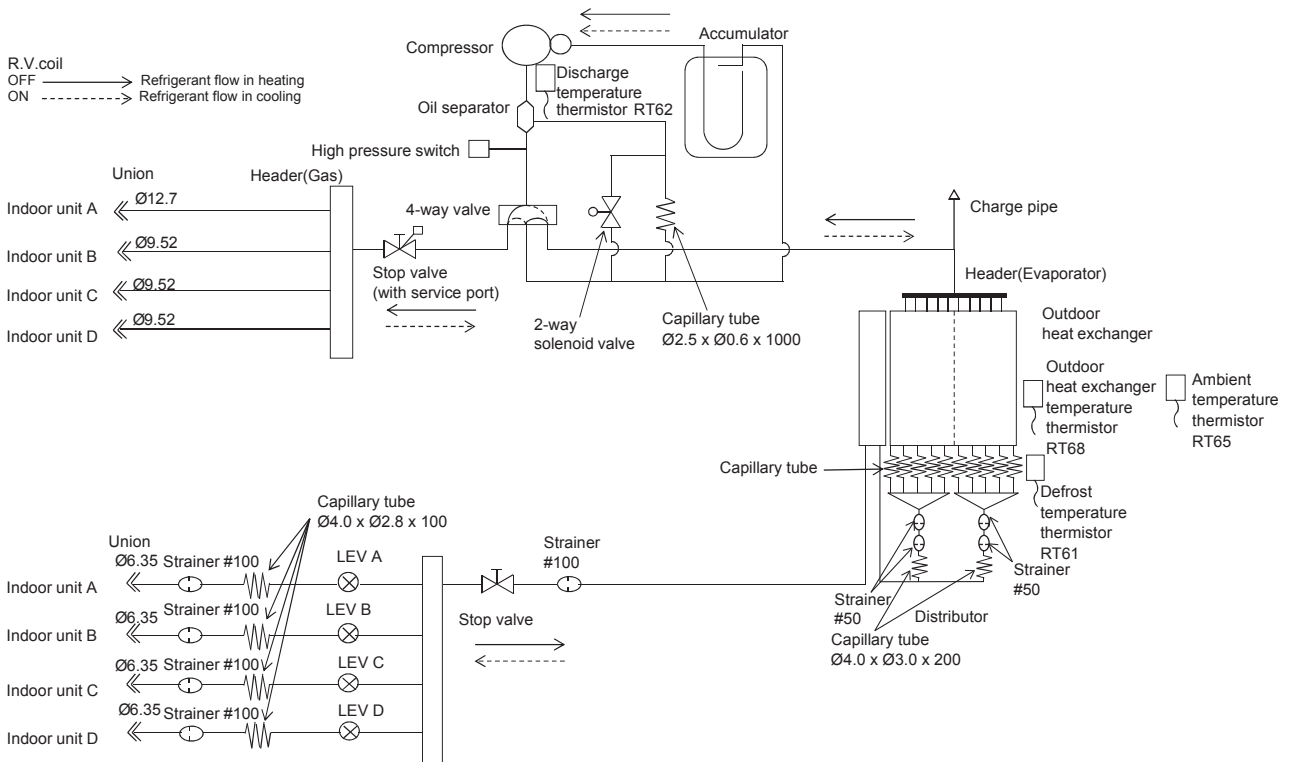 R.V.coil
OFF Refrigerant flow in heating
ON Refrigerant flow in cooling
Compressor
Accumulator
Discharge
temperature
thermistor RT62
Oil separator
High pressure switch
Union
Header(Gas)
Indoor unit A
Ø12.7
Indoor unit B
Ø9.52
Indoor unit C
Ø9.52
Indoor unit D
Ø9.52
4-way valve
Stop valve
(with service port)
2-way
solenoid valve
Capillary tube
Ø2.5 x Ø0.6 x 1000
Charge pipe
Header(Evaporator)
Outdoor
heat exchanger
Outdoor
heat exchanger
temperature
thermistor
RT68
Ambient
temperature
thermistor
RT65
Capillary tube
Defrost
temperature
thermistor
RT61
Strainer
#50
Strainer
#50
Distributor
Capillary tube
Ø4.0 x Ø3.0 x 200
Capillary tube
Ø4.0 x Ø2.8 x 100
Union
Indoor unit A
Ø6.35 Strainer #100
LEV A
Indoor unit B
Ø6.35 Strainer #100
LEV B
Indoor unit C
Ø6.35 Strainer #100
LEV C
Indoor unit D
Ø6.35 Strainer #100
LEV D
Strainer
#100
Stop valve